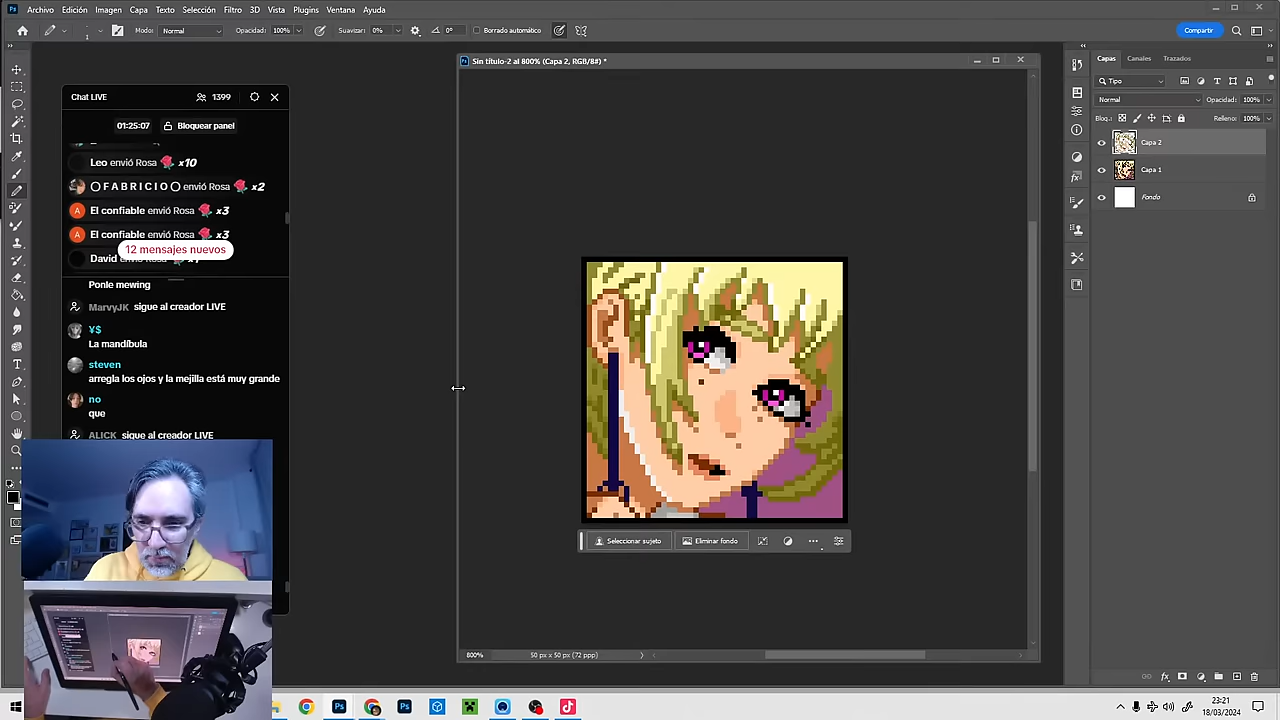 Archivo Edición Imagen Capa Texto Selección Filtro 3D Vista Plugins Ventana Ayuda
1 Modo: Normal Opacidad: 100% Suavizar: 0% 0° Borrado automático Compartir
Sin título-2 al 800% (Capa 2, RGB/8#) *
Chat LIVE 1399
01:25:07 Bloquear panel
Leo envió Rosa x10
FABRICIO envió Rosa x2
A El confiable envió Rosa x3
A El confiable envió Rosa x3
12 mensajes nuevos
David envió Rosa x1
Ponle mewing
MarvyJK sigue al creador LIVE
¥$
La mandíbula
steven
arregla los ojos y la mejilla está muy grande
no
que
ALICK sigue al creador LIVE
Seleccionar sujeto Eliminar fondo
800% 50 px x 50 px (72 ppp)
Capas Canales Trazados
Tipo
Normal Opacidad: 100%
Bloq.: Relleno: 100%
Capa 2
Capa 1
Fondo
23:21
18/03/2024